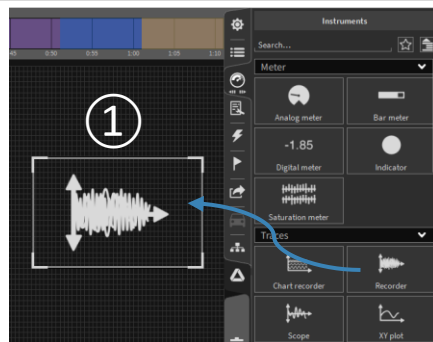 Instruments
45 0:50 0:55 1:00 1:05 1:10
Search...
①
Meter
Analog meter Bar meter
-1.85
Digital meter Indicator
Saturation meter
Traces
Chart recorder Recorder
Scope XY plot